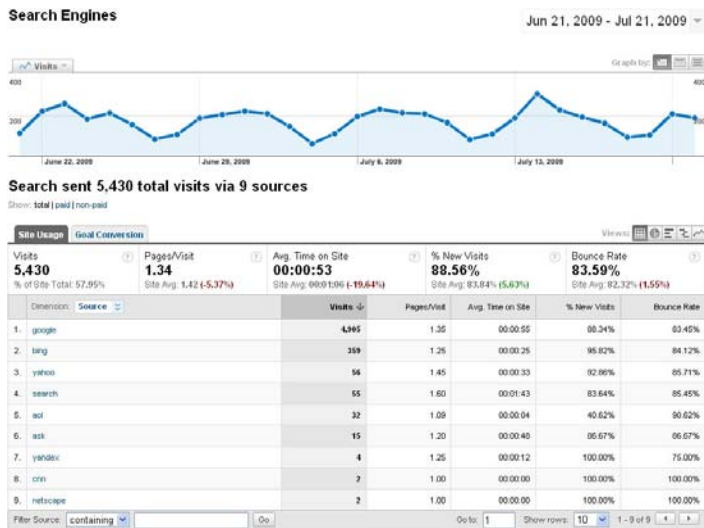 Search Engines
Jun 21, 2009 - Jul 21, 2009
Visits
Graph by:
400 400
200 200
June 22, 2009 June 29, 2009 July 6, 2009 July 13, 2009
Search sent 5,430 total visits via 9 sources
Show: total | paid | non-paid
Site Usage Goal Conversion Views:
Visits Pages/Visit Avg. Time on Site % New Visits Bounce Rate
5,430 1.34 00:00:53 88.56% 83.59%
% of Site Total: 57.95% Site Avg: 1.42 (-5.37%) Site Avg: 00:01:06 (-19.64%) Site Avg: 83.84% (5.63%) Site Avg: 82.32% (1.55%)
Dimension: Source Visits Pages/Visit Avg. Time on Site % New Visits Bounce Rate
1. google 4,905 1.35 00:00:55 88.34% 83.45%
2. bing 359 1.25 00:00:25 95.82% 84.12%
3. yahoo 56 1.45 00:00:33 92.86% 85.71%
4. search 55 1.60 00:01:43 83.64% 85.45%
5. aol 32 1.09 00:00:04 40.62% 90.62%
6. ask 15 1.20 00:00:48 86.67% 86.67%
7. yandex 4 1.25 00:00:12 100.00% 75.00%
8. cnn 2 1.00 00:00:00 100.00% 100.00%
9. netscape 2 1.00 00:00:00 100.00% 100.00%
Filter Source: containing Go Go to: 1 Show rows: 10 1 - 9 of 9